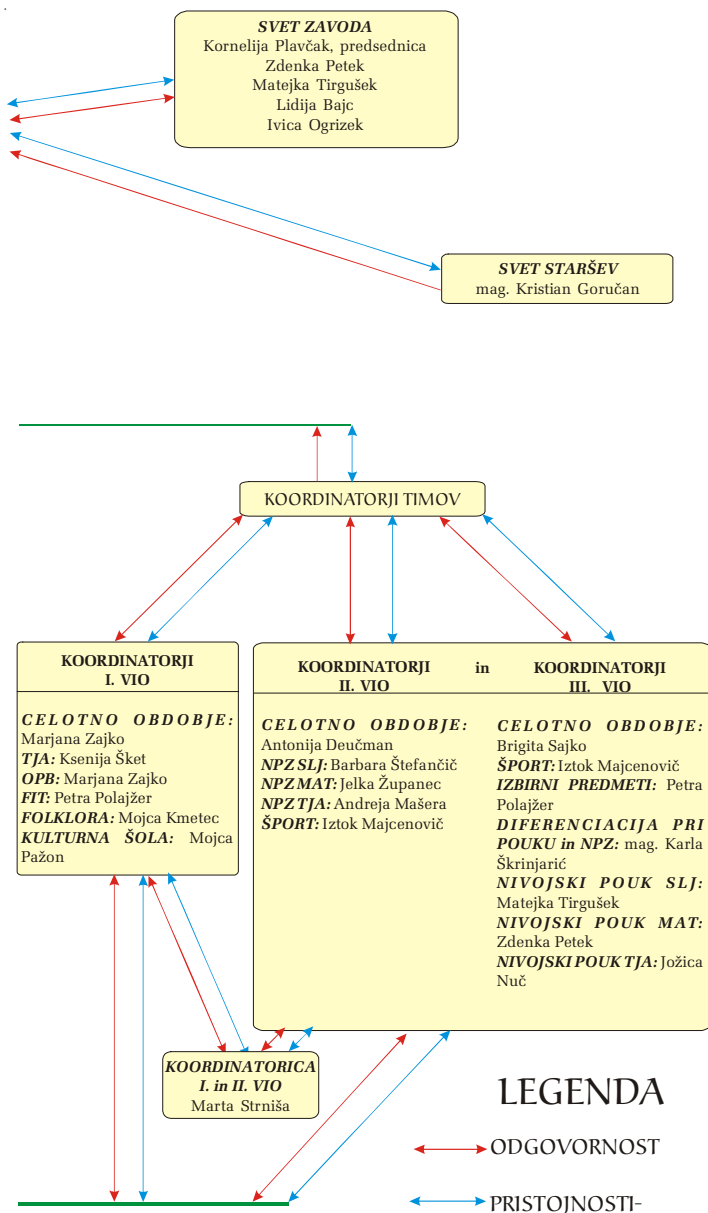 SVET ZAVODA
Kornelija Plavčak, predsednica
Zdenka Petek
Matejka Tirgušek
Lidija Bajc
Ivica Ogrizek
SVET STARŠEV
mag. Kristian Goručan
KOORDINATORJI TIMOV
KOORDINATORJI
I. VIO
CELOTNO OBDOBJE:
Marjana Zajko
TJA: Ksenija Šket
OPB: Marjana Zajko
FIT: Petra Polajžer
FOLKLORA: Mojca Kmetec
KULTURNA ŠOLA: Mojca
Pažon
KOORDINATORJI
II. VIO
in
KOORDINATORJI
III. VIO
CELOTNO OBDOBJE:
Antonija Deučman
NPZ SLJ: Barbara Štefančič
NPZ MAT: Jelka Županec
NPZ TJA: Andreja Mašera
ŠPORT: Iztok Majcenovič
CELOTNO OBDOBJE:
Brigita Sajko
ŠPORT: Iztok Majcenovič
IZBIRNI PREDMETI: Petra
Polajžer
DIFERENCIACIJA PRI
POUKU in NPZ: mag. Karla
Škrinjarić
NIVOJSKI POUK SLJ:
Matejka Tirgušek
NIVOJSKI POUK MAT:
Zdenka Petek
NIVOJSKI POUK TJA: Jožica
Nuč
KOORDINATORICA
I. in II. VIO
Marta Strniša
LEGENDA
ODGOVORNOST
PRISTOJNOSTI-